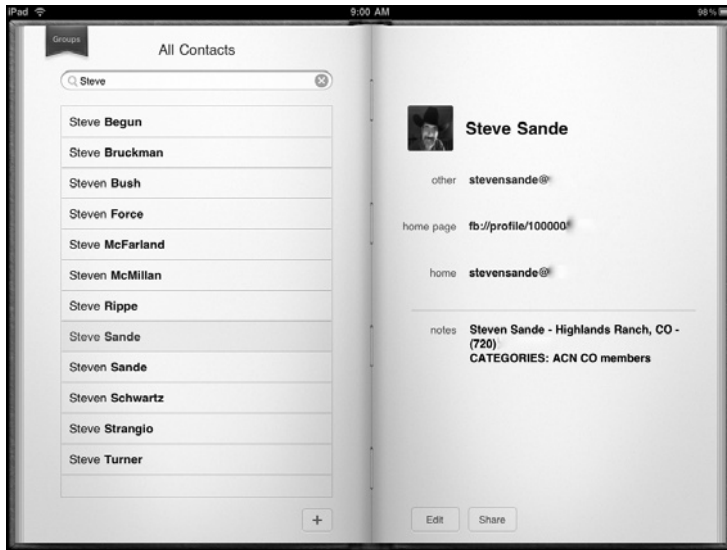 iPad
9:00 AM
98%
Groups
All Contacts
Steve
Steve Begun
Steve Bruckman
Steven Bush
Steven Force
Steve McFarland
Steven McMillan
Steve Rippe
Steve Sande
Steven Sande
Steven Schwartz
Steve Strangio
Steve Turner
+
Steve Sande
other stevensande@
home page fb://profile/100000
home stevensande@
notes Steven Sande - Highlands Ranch, CO -
(720)
CATEGORIES: ACN CO members
Edit
Share